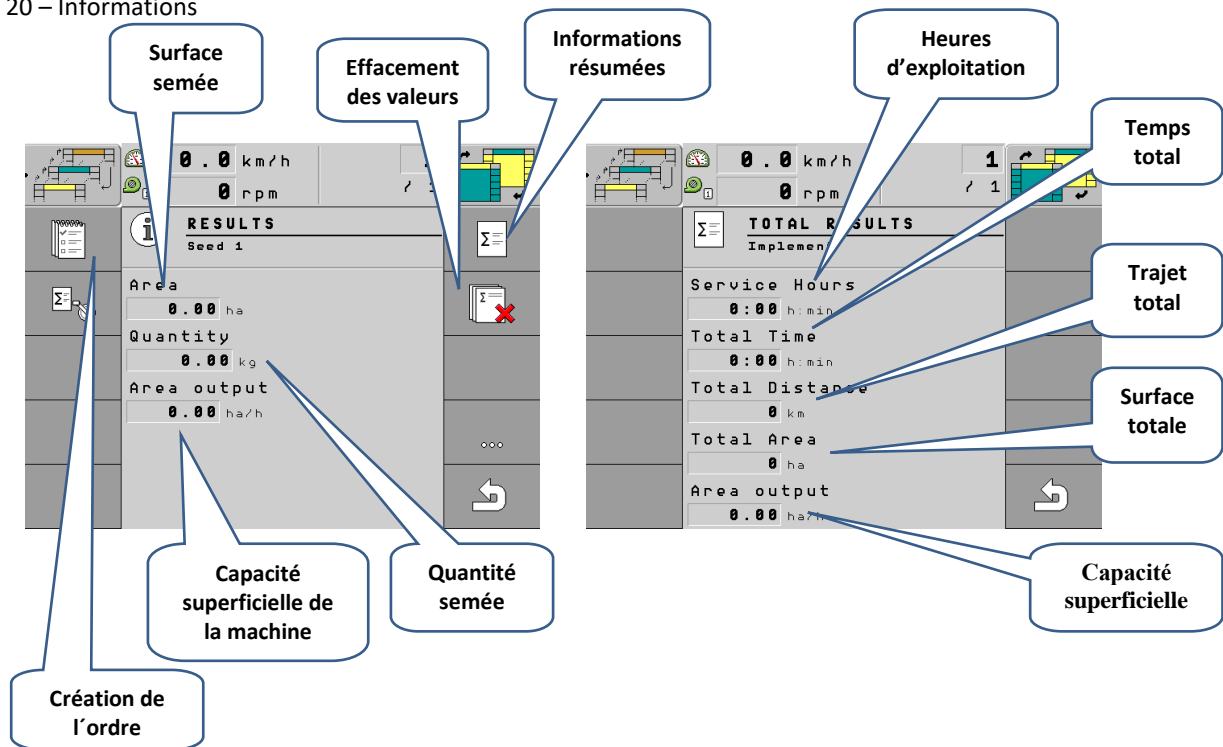 20 – Informations
Surface
semée
Effacement
des valeurs
Informations
résumées
Heures
d’exploitation
Temps
total
Trajet
total
Surface
totale
Capacité
superficielle
0.0 km/h
0 rpm
/ 1
RESULTS
Seed 1
Area
0.00 ha
Quantity
0.00 kg
Area output
0.00 ha/h
Capacité
superficielle de
la machine
Quantité
semée
Création de
l´ordre
0.0 km/h
1
0 rpm
/ 1
TOTAL RESULTS
Service Hours
0:00 h:min
Total Time
0:00 h:min
Total Distance
0 km
Total Area
0 ha
Area output
0.00 ha/h